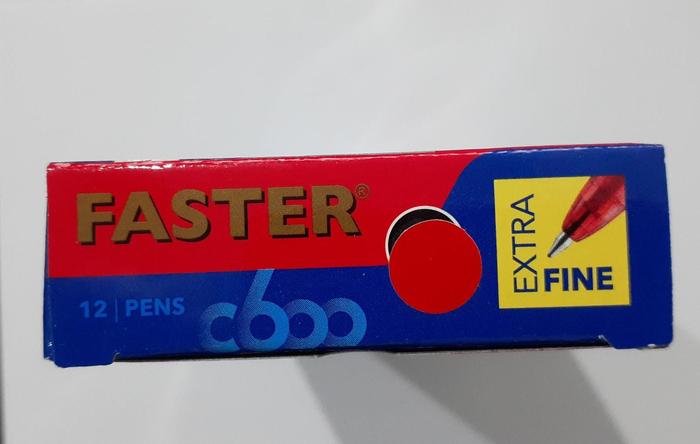 FASTER®
12 | PENS
c600
EXTRA
FINE